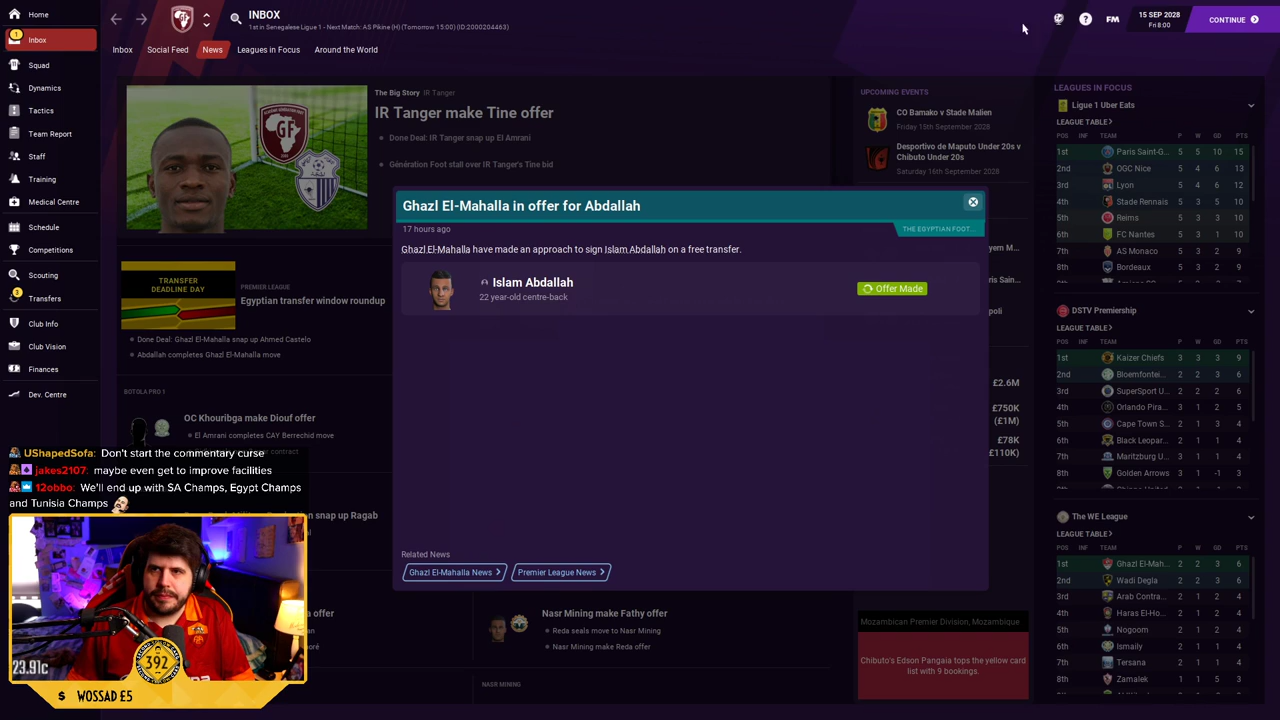 Home
1
Inbox
Squad
Dynamics
Tactics
Team Report
Staff
Training
Medical Centre
Schedule
Competitions
Scouting
3
Transfers
Club Info
Club Vision
Finances
Dev. Centre
INBOX
1st in Senegalese Ligue 1 - Next Match: AS Pikine (H) (Tomorrow 15:00) (ID:2000204463)
FM
15 SEP 2028
Fri 8:00
CONTINUE
Inbox Social Feed News Leagues in Focus Around the World
The Big Story IR Tanger
IR Tanger make Tine offer
Done Deal: IR Tanger snap up El Amrani
Génération Foot stall over IR Tanger's Tine bid
TRANSFER
DEADLINE DAY
PREMIER LEAGUE
Egyptian transfer window roundup
Done Deal: Ghazl El-Mahalla snap up Ahmed Castelo
Abdallah completes Ghazl El-Mahalla move
BOTOLA PRO 1
OC Khouribga make Diouf offer
El Amrani completes CAY Berrechid move
contract
snap up Ragab
offer
Nasr Mining make Fathy offer
Reda seals move to Nasr Mining
Nasr Mining make Reda offer
NASR MINING
Ghazl El-Mahalla in offer for Abdallah
17 hours ago
THE EGYPTIAN FOOT...
Ghazl El-Mahalla have made an approach to sign Islam Abdallah on a free transfer.
Islam Abdallah
22 year-old centre-back
Offer Made
Related News
Ghazl El-Mahalla News
Premier League News
UPCOMING EVENTS
CO Bamako v Stade Malien
Friday 15th September 2028
Desportivo de Maputo Under 20s v
Chibuto Under 20s
Saturday 16th September 2028
£2.6M
£750K
(£1M)
£78K
£110K)
Mozambican Premier Division, Mozambique
Chibuto's Edson Pangaia tops the yellow card
list with 9 bookings.
LEAGUES IN FOCUS
Ligue 1 Uber Eats
LEAGUE TABLE
POS INF TEAM P W GD PTS
1st Paris Saint-G... 5 5 10 15
2nd OGC Nice 5 4 6 13
3rd Lyon 5 4 6 12
4th Stade Rennais 5 3 5 10
5th Reims 5 3 3 10
6th FC Nantes 5 3 3 10
7th AS Monaco 5 3 2 9
8th Bordeaux 5 3 2 9
DSTV Premiership
LEAGUE TABLE
POS INF TEAM P W GD PTS
1st Kaizer Chiefs 3 3 3 9
2nd Bloemfontei... 2 2 3 6
3rd SuperSport U... 2 2 2 6
4th Orlando Pira... 3 1 2 5
5th Cape Town S... 2 1 1 4
6th Black Leopar... 2 1 1 4
7th Maritzburg U... 3 1 1 4
8th Golden Arrows 3 1 -1 3
The WE League
LEAGUE TABLE
POS INF TEAM P W GD PTS
1st Ghazl El-Mah... 2 2 3 6
2nd Wadi Degla 2 2 3 6
3rd Arab Contra... 2 1 2 4
4th Haras El-Ho... 2 1 2 4
5th Nogoom 2 1 2 4
6th Ismaily 2 1 1 4
7th Tersana 2 1 1 4
8th Zamalek 2 1 5 3
UShapedSofa: Don't start the commentary curse
jakes2107: maybe even get to improve facilities
12obbo: We'll end up with SA Champs, Egypt Champs
and Tunisia Champs
23.91c
392
$ WOSSAD £5